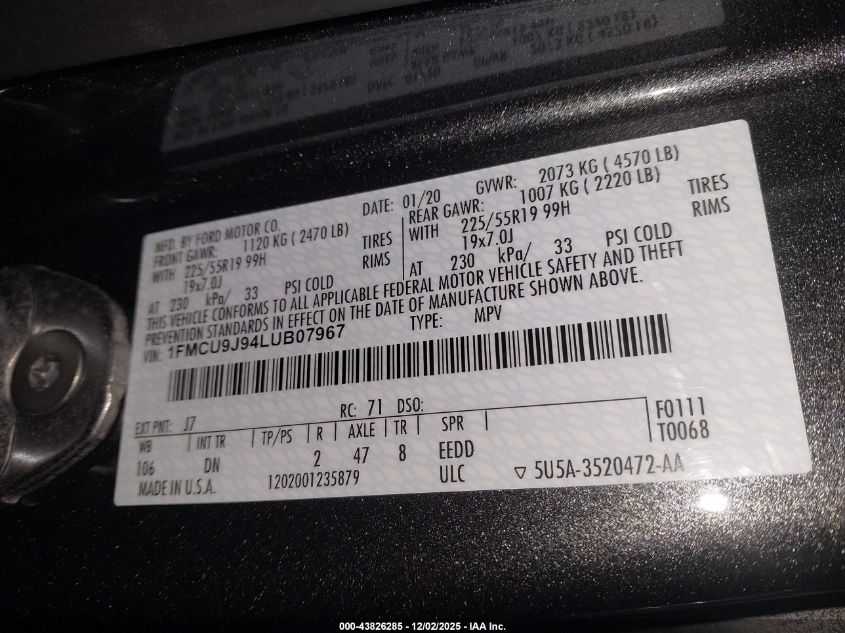 MFD. BY FORD MOTOR CO.
DATE: 01/20 GVWR: 2073 KG ( 4570 LB)
FRONT GAWR: 1120 KG ( 2470 LB) REAR GAWR: 1007 KG ( 2220 LB)
WITH 225/55R19 99H TIRES WITH 225/55R19 99H TIRES
19x7.0J RIMS 19x7.0J RIMS
AT 230 kPa/ 33 PSI COLD AT 230 kPa/ 33 PSI COLD
THIS VEHICLE CONFORMS TO ALL APPLICABLE FEDERAL MOTOR VEHICLE SAFETY AND THEFT
PREVENTION STANDARDS IN EFFECT ON THE DATE OF MANUFACTURE SHOWN ABOVE.
VIN: 1FMCU9J94LUB07967 TYPE: MPV
EXT PNT: J7 RC: 71 DSO:
WB INT TR TP/PS R AXLE TR SPR F0111
106 DN 2 47 8 EEDD T0068
MADE IN U.S.A. 1202001235879 ULC ▽ 5U5A-3520472-AA
000-43826285 - 12/02/2025 - IAA Inc.